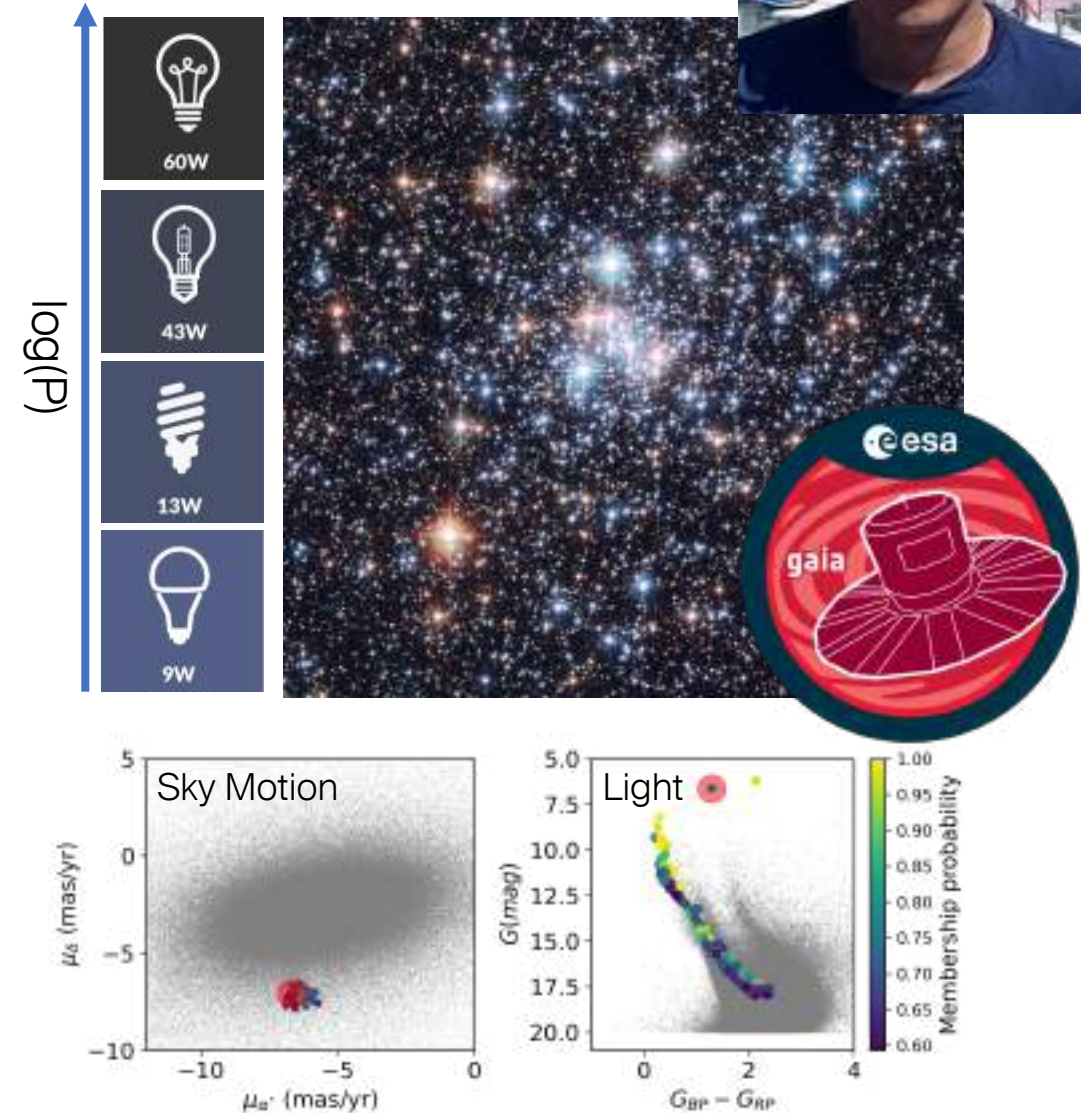 60W
43W
13W
9W
log(P)
esa
gaia
Sky Motion
5
0
−5
−10
μδ (mas/yr)
−10
−5
0
μα* (mas/yr)
Light
5.0
7.5
10.0
12.5
15.0
17.5
20.0
G(mag)
0
2
4
G_BP − G_RP
1.00
0.95
0.90
0.85
0.80
0.75
0.70
0.65
0.60
Membership probability